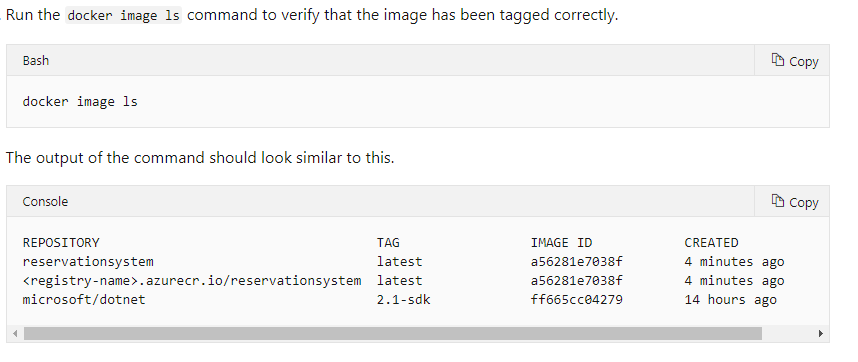 . Run the docker image ls command to verify that the image has been tagged correctly.
Bash
Copy
docker image ls
The output of the command should look similar to this.
Console
Copy
REPOSITORY TAG IMAGE ID CREATED
reservationsystem latest a56281e7038f 4 minutes ago
<registry-name>.azurecr.io/reservationsystem latest a56281e7038f 4 minutes ago
microsoft/dotnet 2.1-sdk ff665cc04279 14 hours ago